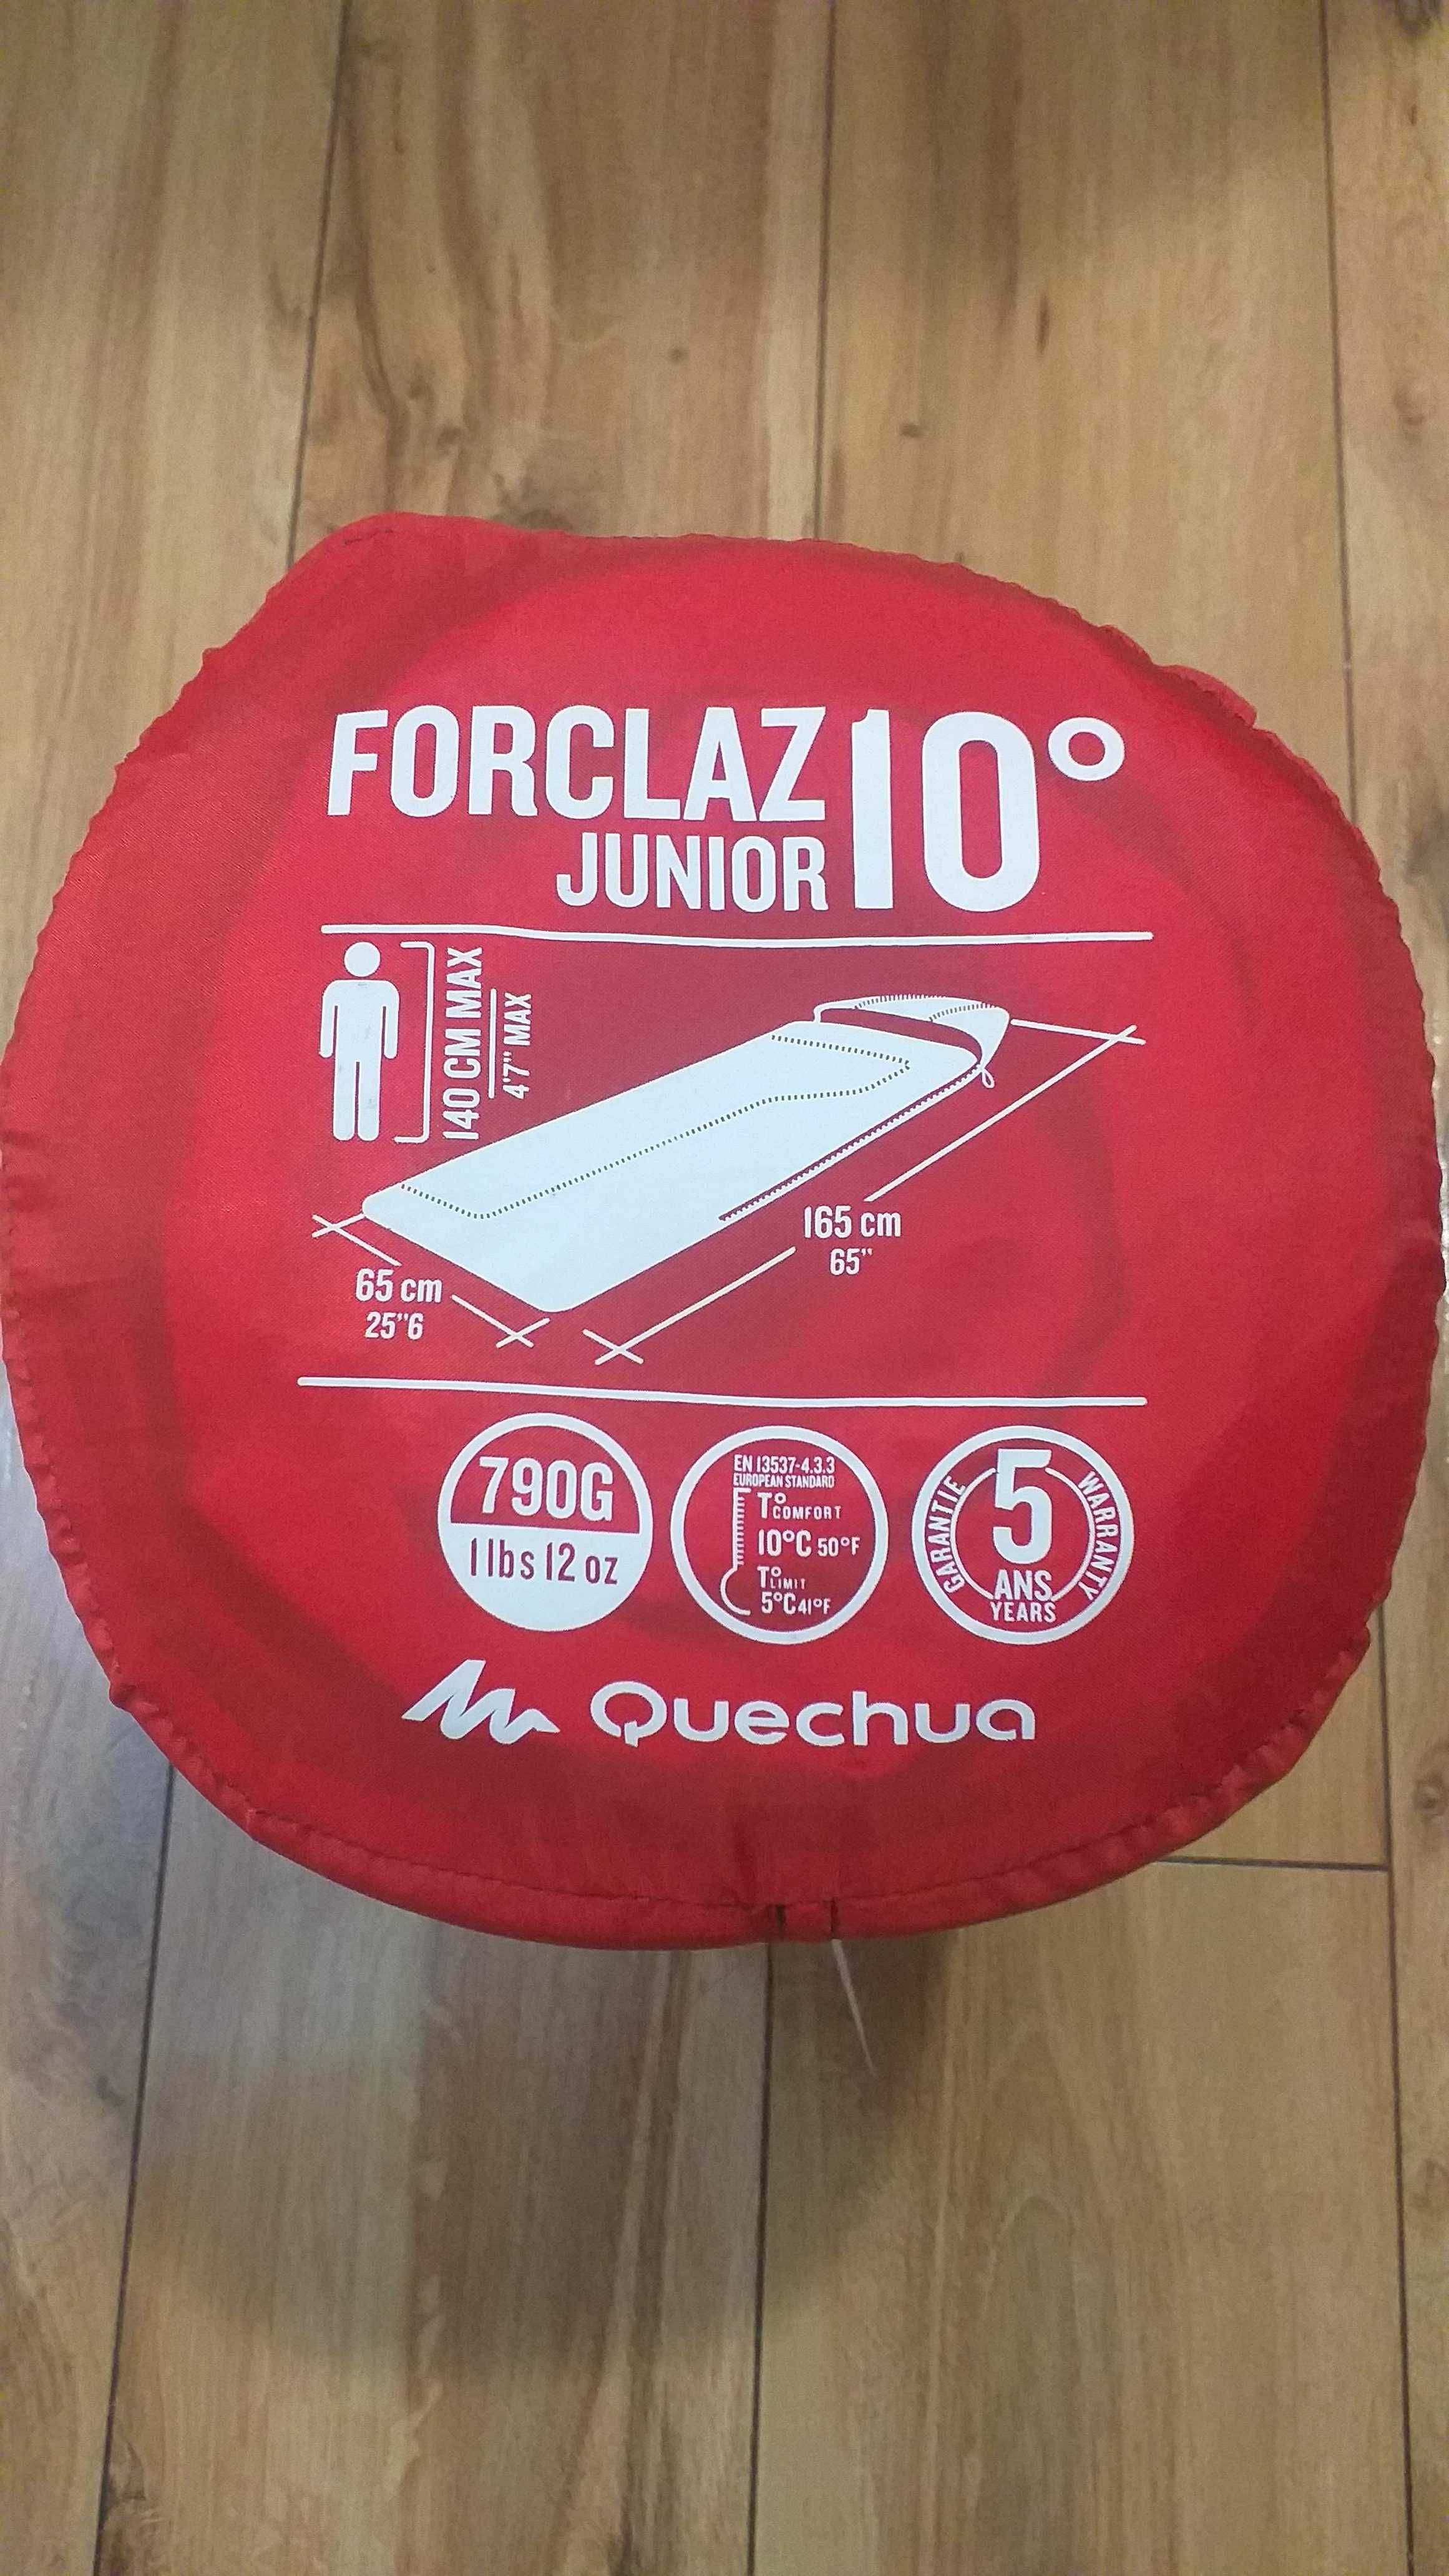 FORCLAZ 10°
JUNIOR
140 CM MAX
4'7" MAX
165 cm
65"
65 cm
25"6
790G
1 lbs 12 oz
EN 13537-4.3.3
EUROPEAN STANDARD
T° COMFORT
10°C 50°F
T° LIMIT
5°C 41°F
GARANTIE
5
ANS
YEARS
WARRANTY
Quechua